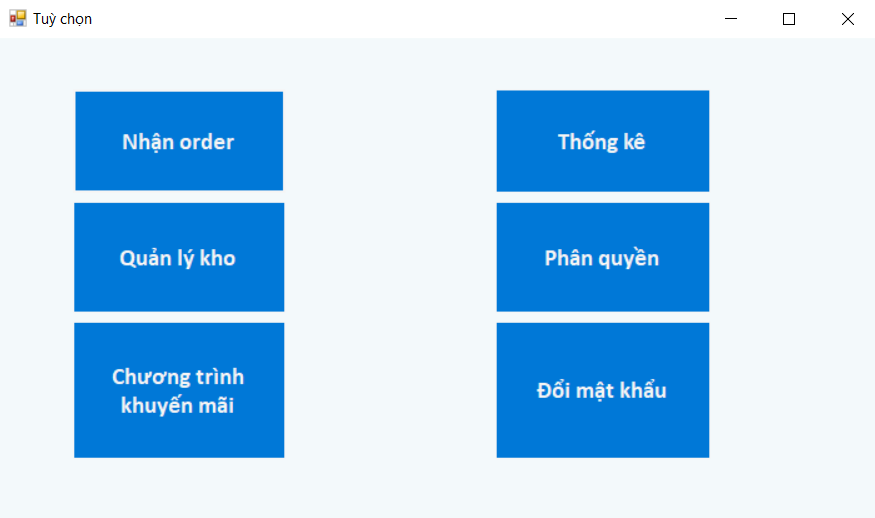 Tuỳ chọn
Nhận order
Thống kê
Quản lý kho
Phân quyền
Chương trình
khuyến mãi
Đổi mật khẩu